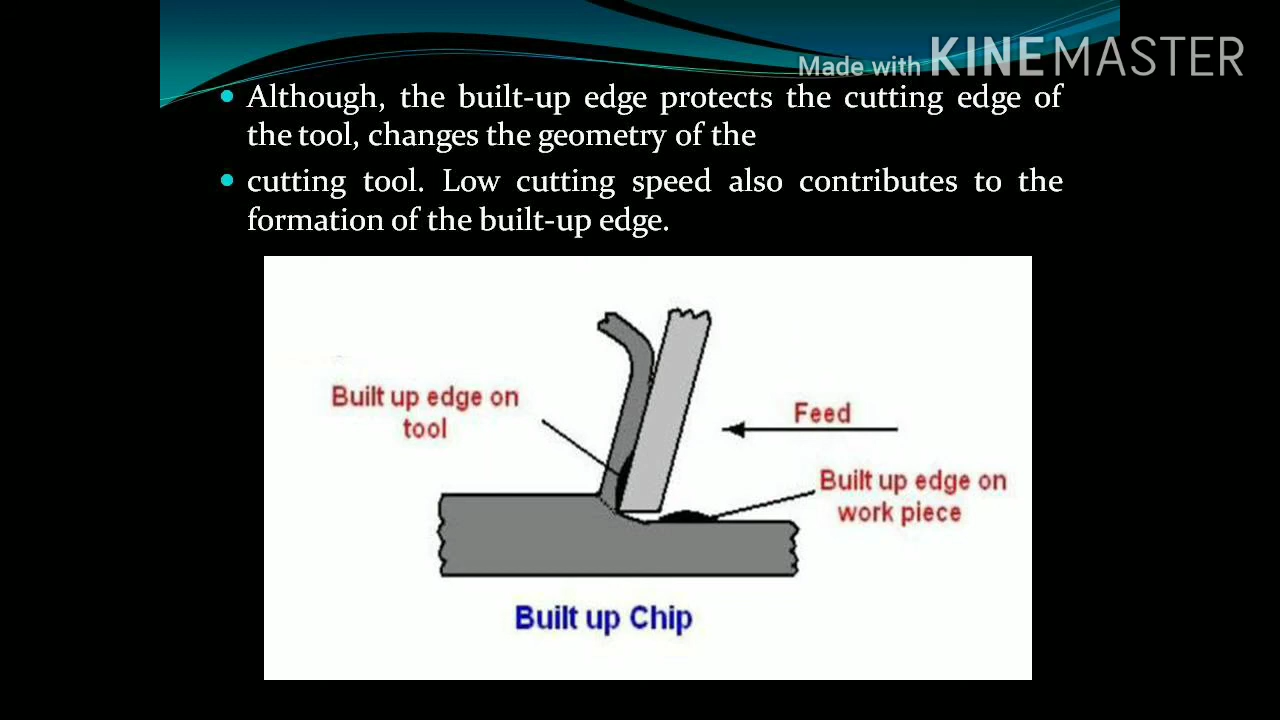 Made with KINEMASTER
Although, the built-up edge protects the cutting edge of
the tool, changes the geometry of the
cutting tool. Low cutting speed also contributes to the
formation of the built-up edge.
Built up edge on
tool
Feed
Built up edge on
work piece
Built up Chip